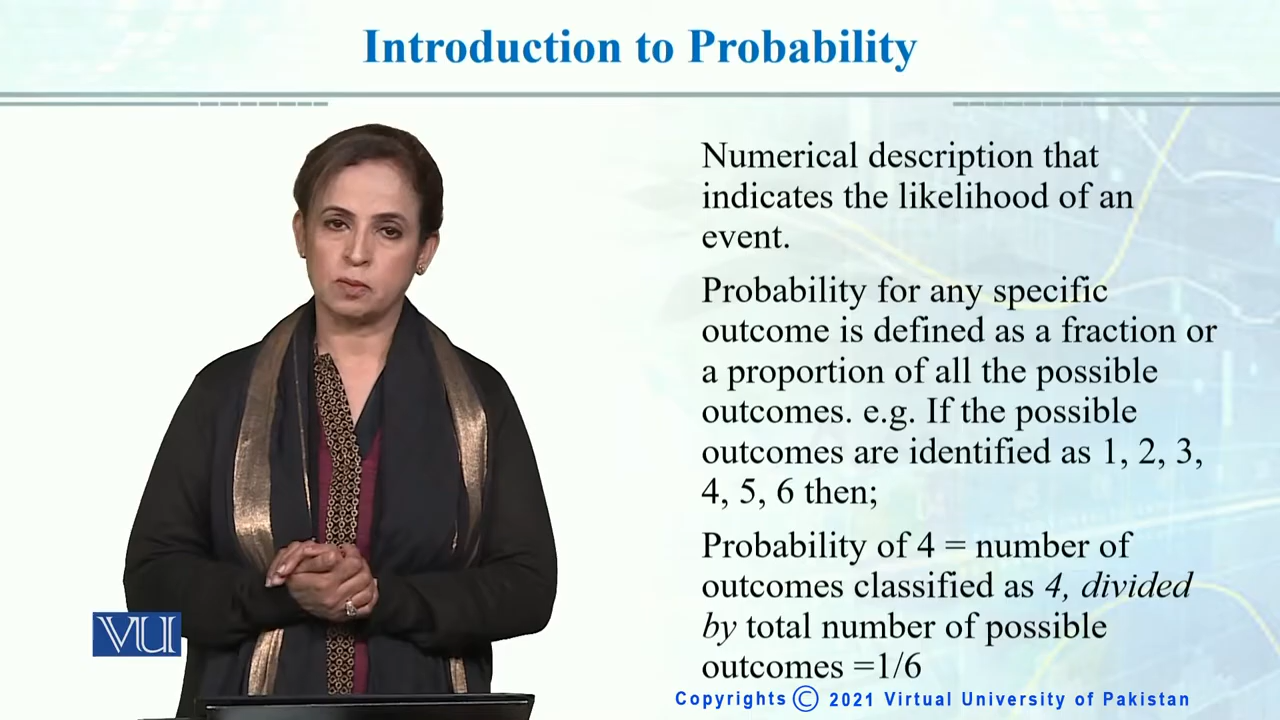 Introduction to Probability
Numerical description that
indicates the likelihood of an
event.
Probability for any specific
outcome is defined as a fraction or
a proportion of all the possible
outcomes. e.g. If the possible
outcomes are identified as 1, 2, 3,
4, 5, 6 then;
Probability of 4 = number of
outcomes classified as 4, divided
by total number of possible
outcomes =1/6
VU
Copyrights © 2021 Virtual University of Pakistan